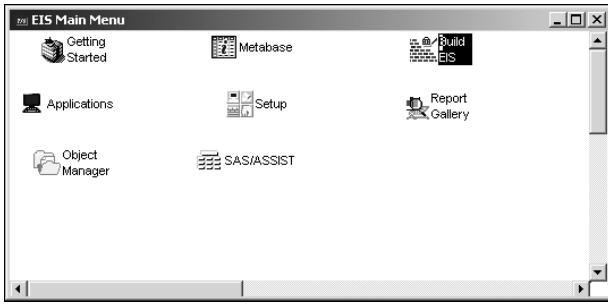 EIS Main Menu
Getting
Started
Metabase
Build
EIS
Applications
Setup
Report
Gallery
Object
Manager
SAS/ASSIST